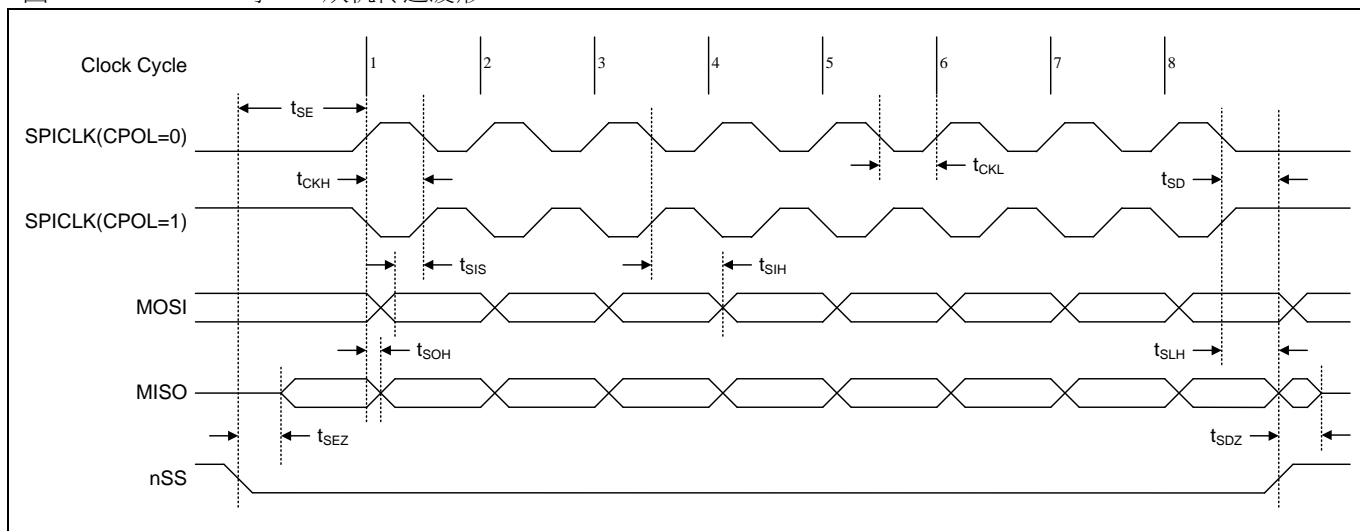 Clock Cycle 1 2 3 4 5 6 7 8
tSE
SPICLK(CPOL=0)
tCKH tCKL tSD
SPICLK(CPOL=1)
tSIS tSIH
MOSI
tSOH tSLH
MISO
tSEZ tSDZ
nSS